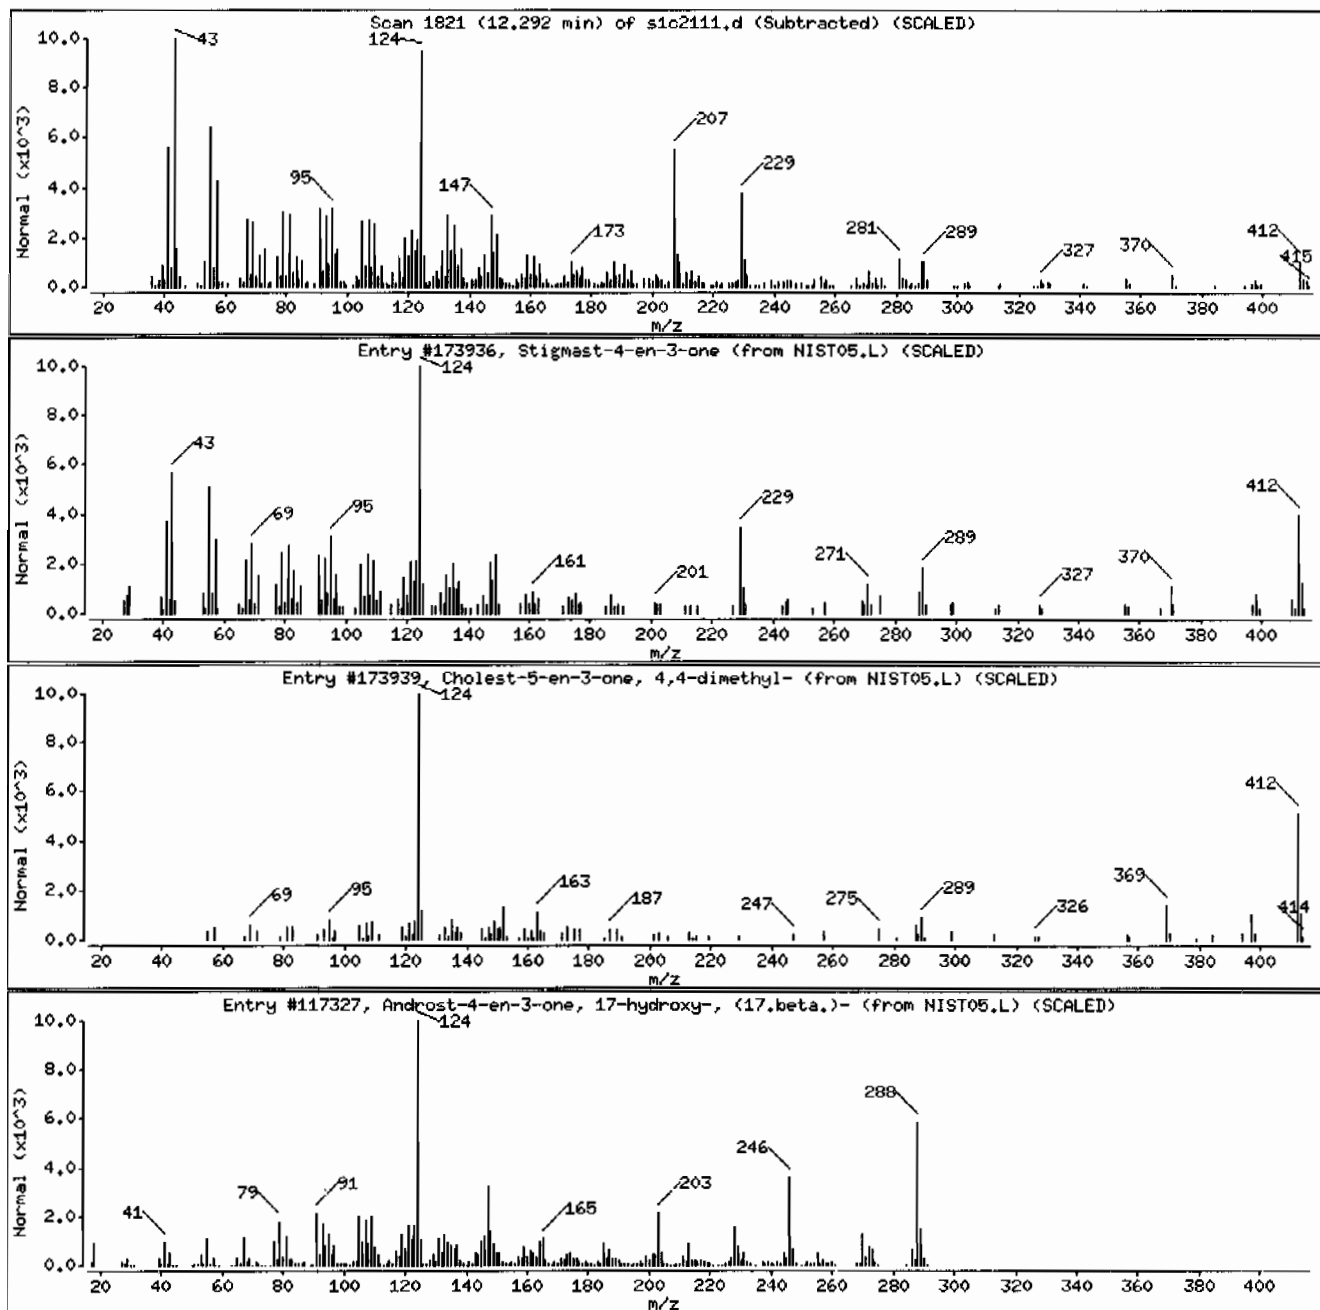 Scan 1821 (12.292 min) of s1c2111.d (Subtracted) (SCALED)
Normal (x10^3)
10.0
8.0
6.0
4.0
2.0
0.0
43 124 207 229 95 147 173 281 289 327 370 412 415
20 40 60 80 100 120 140 160 180 200 220 240 260 280 300 320 340 360 380 400
m/z
Entry #173936, Stigmast-4-en-3-one (from NIST05.L) (SCALED)
Normal (x10^3)
10.0
8.0
6.0
4.0
2.0
0.0
124 43 69 95 161 201 229 271 289 327 370 412
20 40 60 80 100 120 140 160 180 200 220 240 260 280 300 320 340 360 380 400
m/z
Entry #173939, Cholest-5-en-3-one, 4,4-dimethyl- (from NIST05.L) (SCALED)
Normal (x10^3)
10.0
8.0
6.0
4.0
2.0
0.0
124 69 95 163 187 247 275 289 326 369 412 414
20 40 60 80 100 120 140 160 180 200 220 240 260 280 300 320 340 360 380 400
m/z
Entry #117327, Androst-4-en-3-one, 17-hydroxy-, (17.beta.)- (from NIST05.L) (SCALED)
Normal (x10^3)
10.0
8.0
6.0
4.0
2.0
0.0
124 41 79 91 165 203 246 288
20 40 60 80 100 120 140 160 180 200 220 240 260 280 300 320 340 360 380 400
m/z